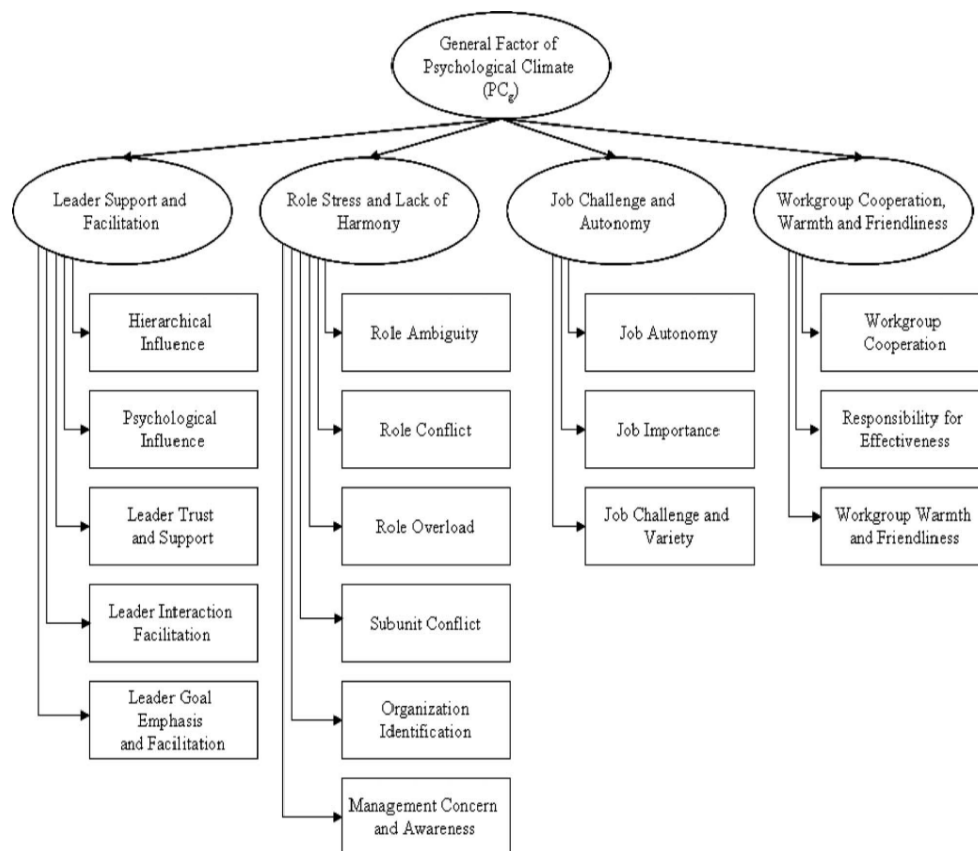 General Factor of
Psychological Climate
(PCg)
Leader Support and
Facilitation
Role Stress and Lack of
Harmony
Job Challenge and
Autonomy
Workgroup Cooperation,
Warmth and Friendliness
Hierarchical
Influence
Psychological
Influence
Leader Trust
and Support
Leader Interaction
Facilitation
Leader Goal
Emphasis
and Facilitation
Role Ambiguity
Role Conflict
Role Overload
Subunit Conflict
Organization
Identification
Management Concern
and Awareness
Job Autonomy
Job Importance
Job Challenge and
Variety
Workgroup
Cooperation
Responsibility for
Effectiveness
Workgroup Warmth
and Friendliness